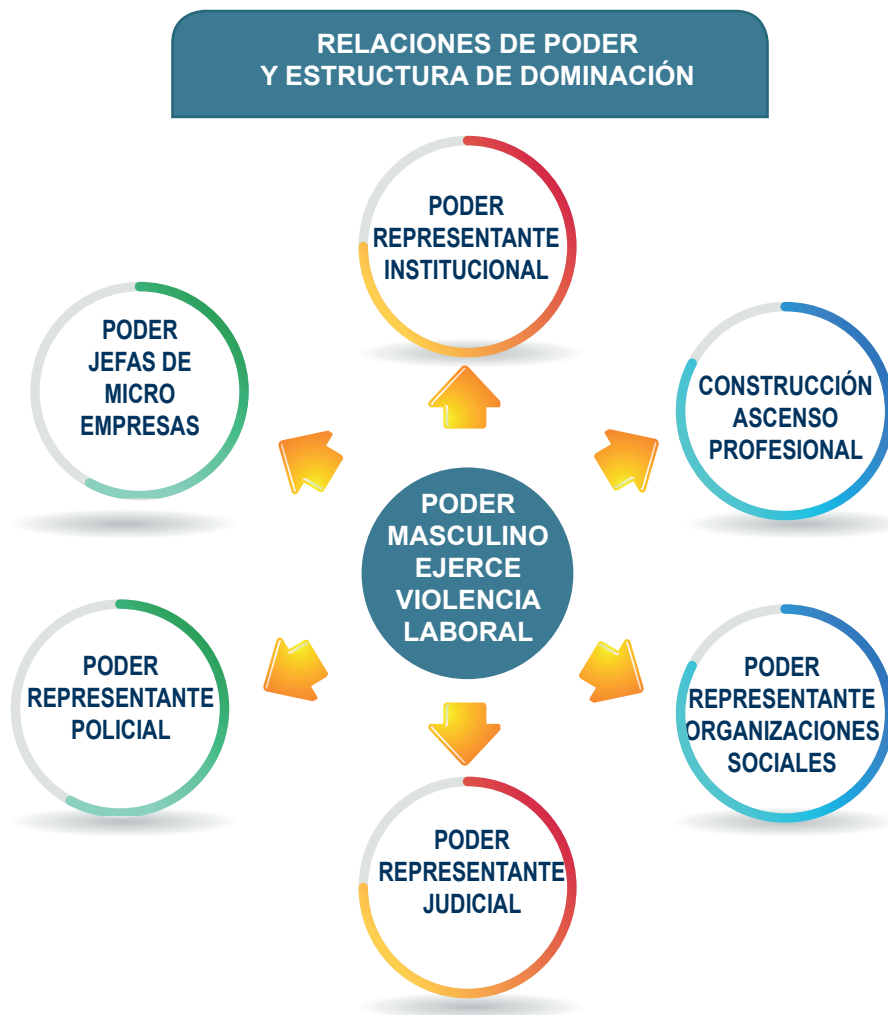 RELACIONES DE PODER
Y ESTRUCTURA DE DOMINACIÓN
PODER
REPRESENTANTE
INSTITUCIONAL
PODER
JEFAS DE
MICRO
EMPRESAS
CONSTRUCCIÓN
ASCENSO
PROFESIONAL
PODER
MASCULINO
EJERCE
VIOLENCIA
LABORAL
PODER
REPRESENTANTE
POLICIAL
PODER
REPRESENTANTE
ORGANIZACIONES
SOCIALES
PODER
REPRESENTANTE
JUDICIAL